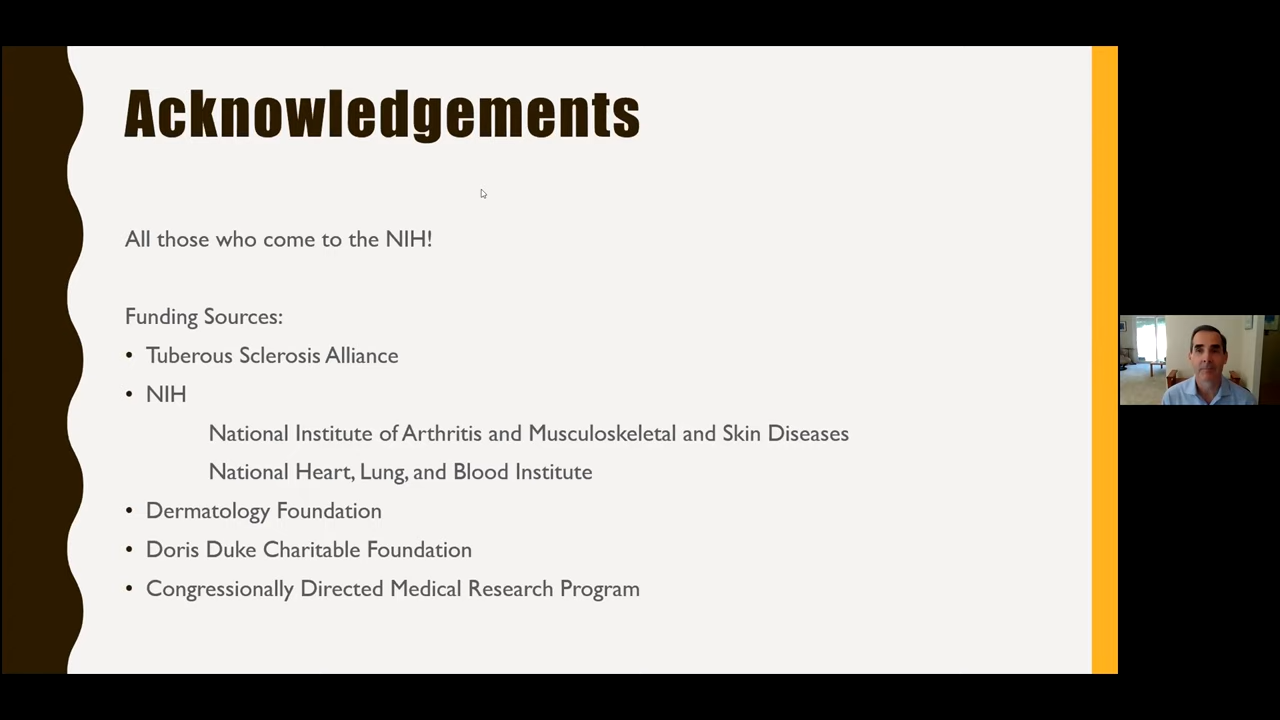 Acknowledgements
All those who come to the NIH!
Funding Sources:
• Tuberous Sclerosis Alliance
• NIH
National Institute of Arthritis and Musculoskeletal and Skin Diseases
National Heart, Lung, and Blood Institute
• Dermatology Foundation
• Doris Duke Charitable Foundation
• Congressionally Directed Medical Research Program